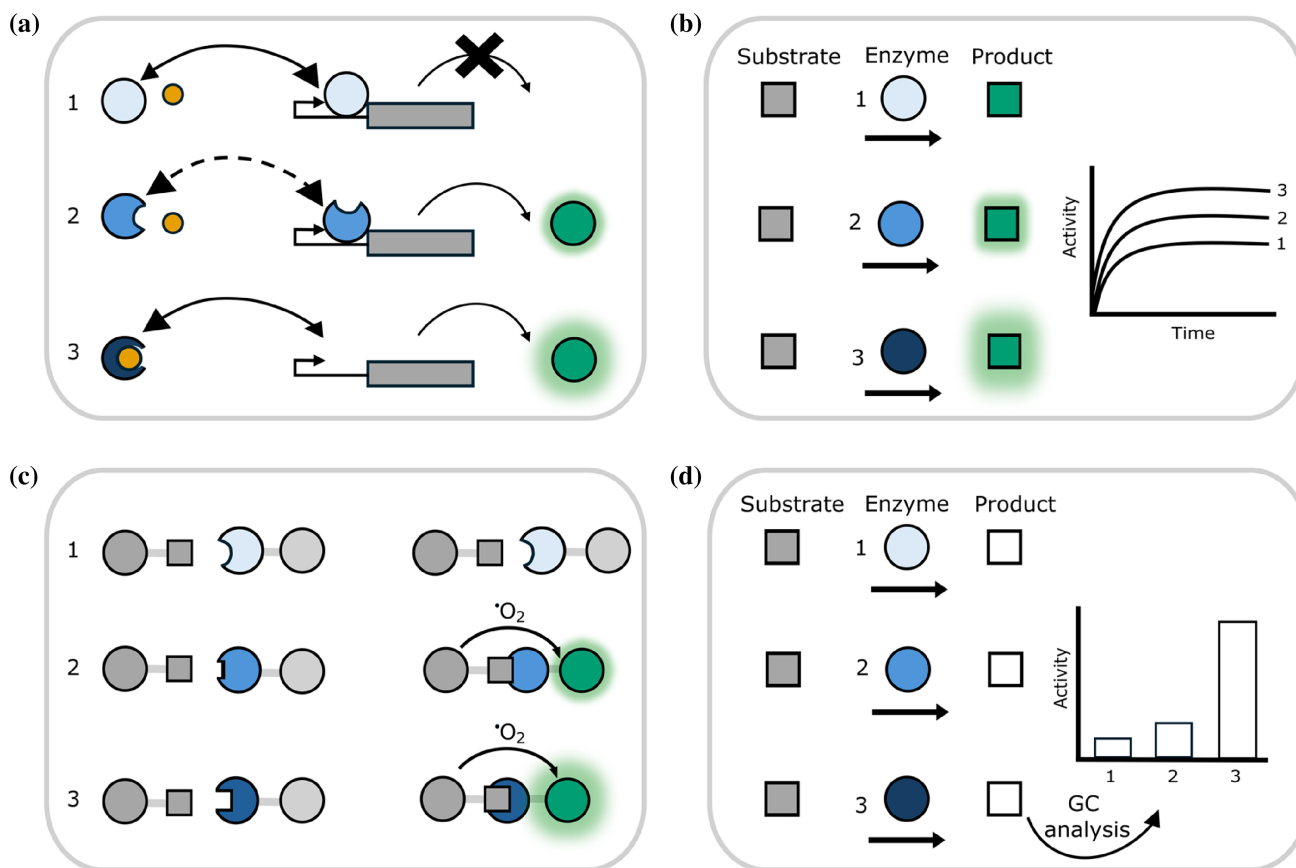 (a)
1
2
3
(b)
Substrate Enzyme Product
1
2
3
Activity
3
2
1
Time
(c)
1
2
•O2
3
•O2
(d)
Substrate Enzyme Product
1
2
3
Activity
1 2 3
GC
analysis